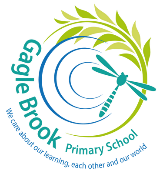 Gagle Brook
Primary School
We care about our learning, each other and our world